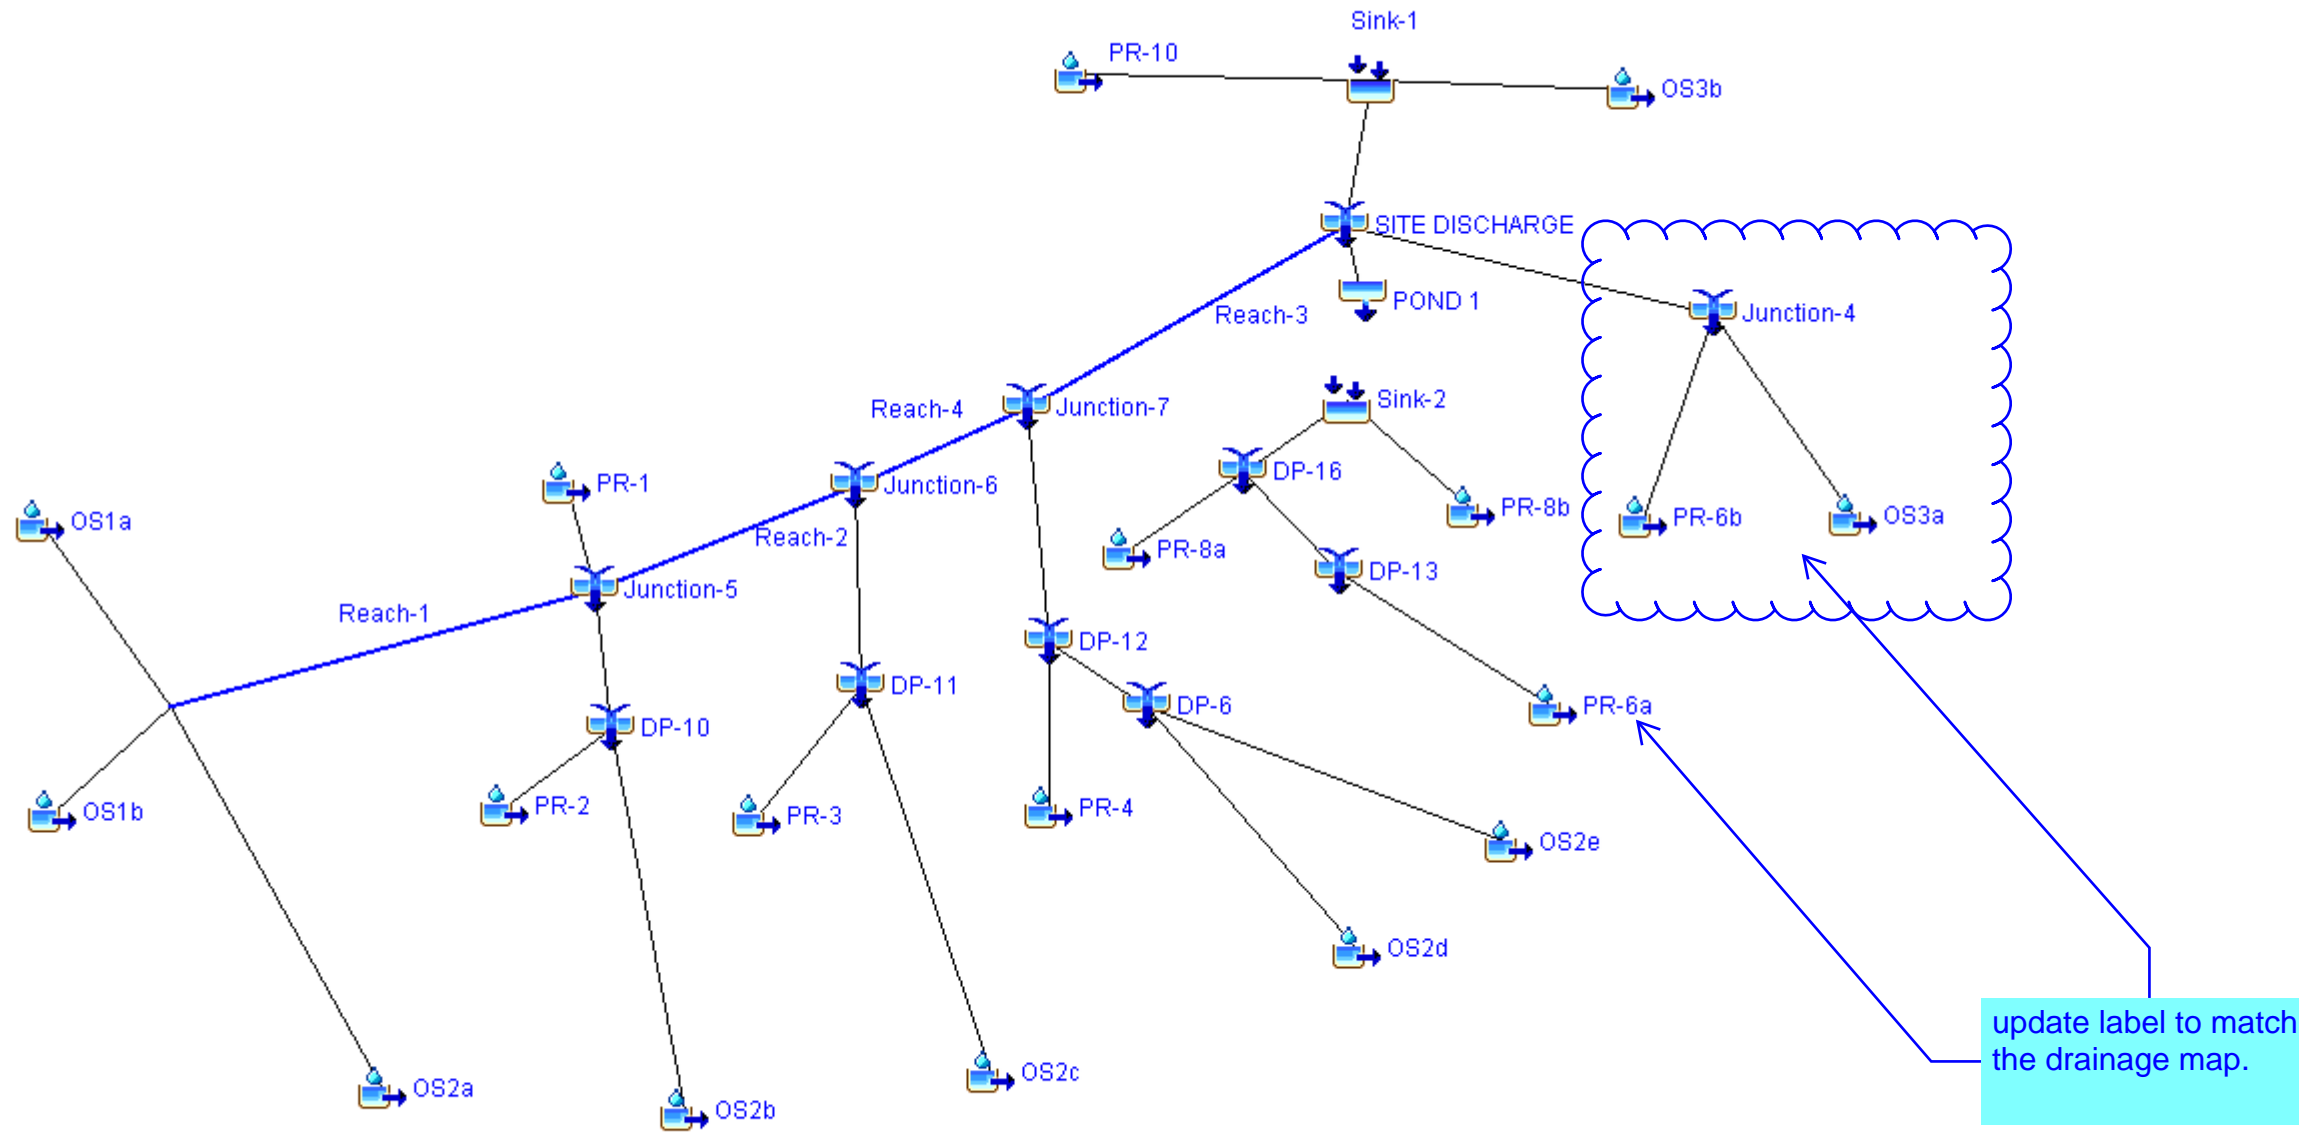 Sink-1
PR-10
OS3b
SITE DISCHARGE
POND 1
Junction-4
Reach-3
Sink-2
Reach-4
Junction-7
DP-16
PR-1
Junction-6
PR-8b
PR-6b
OS3a
OS1a
Reach-2
PR-8a
DP-13
Junction-5
Reach-1
DP-12
DP-11
DP-6
PR-6a
DP-10
OS1b
PR-2
PR-3
PR-4
OS2e
OS2d
update label to match
the drainage map.
OS2c
OS2a
OS2b